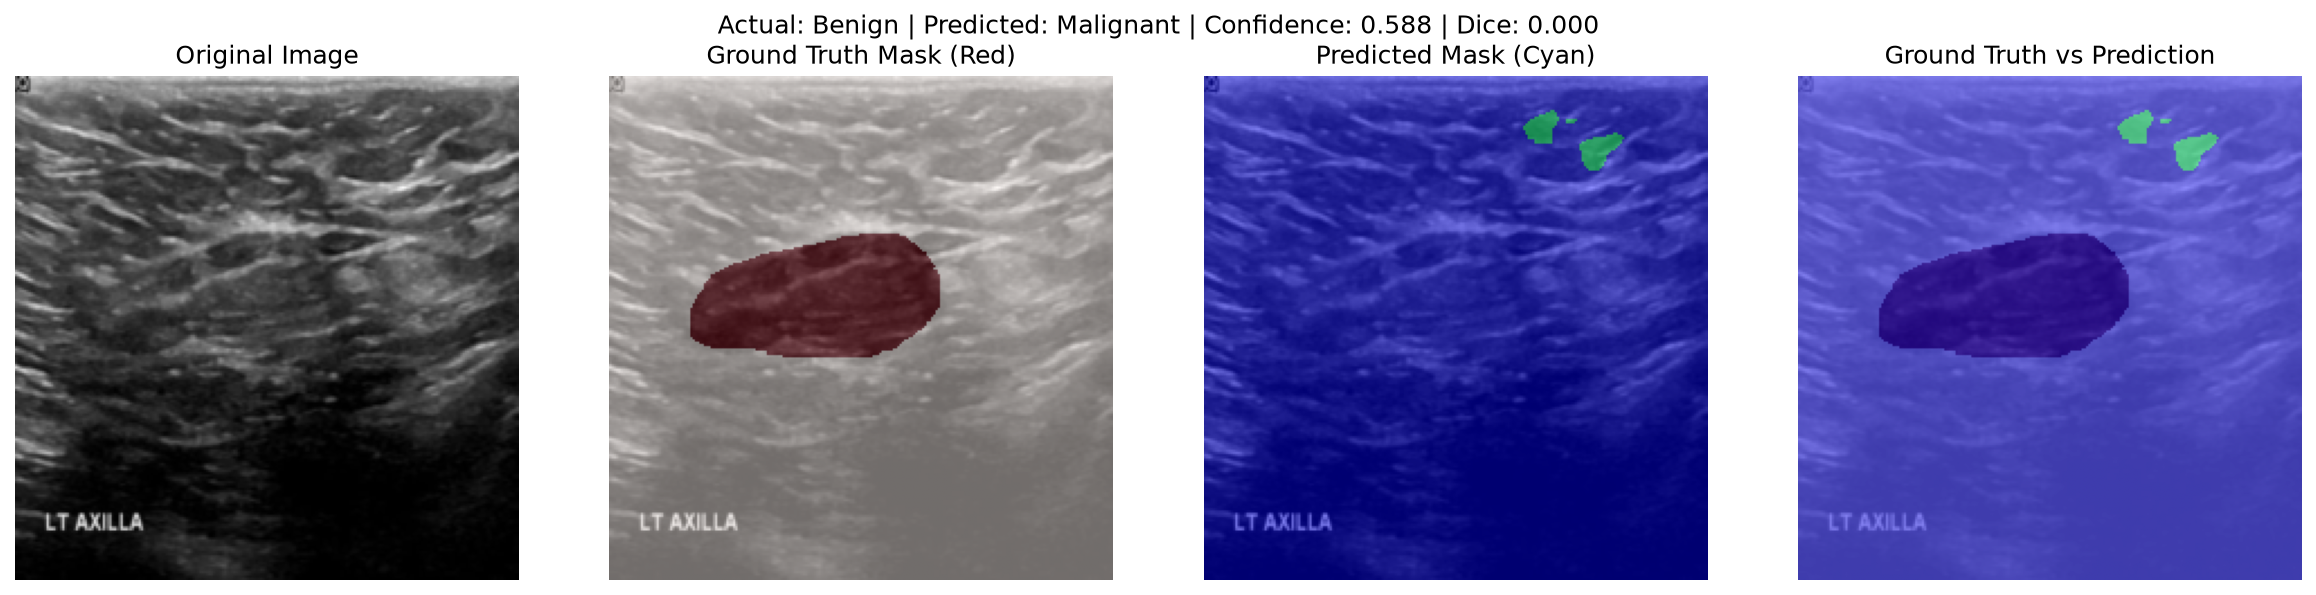 Actual: Benign | Predicted: Malignant | Confidence: 0.588 | Dice: 0.000
Original Image
Ground Truth Mask (Red)
Predicted Mask (Cyan)
Ground Truth vs Prediction
LT AXILLA
LT AXILLA
LT AXILLA
LT AXILLA